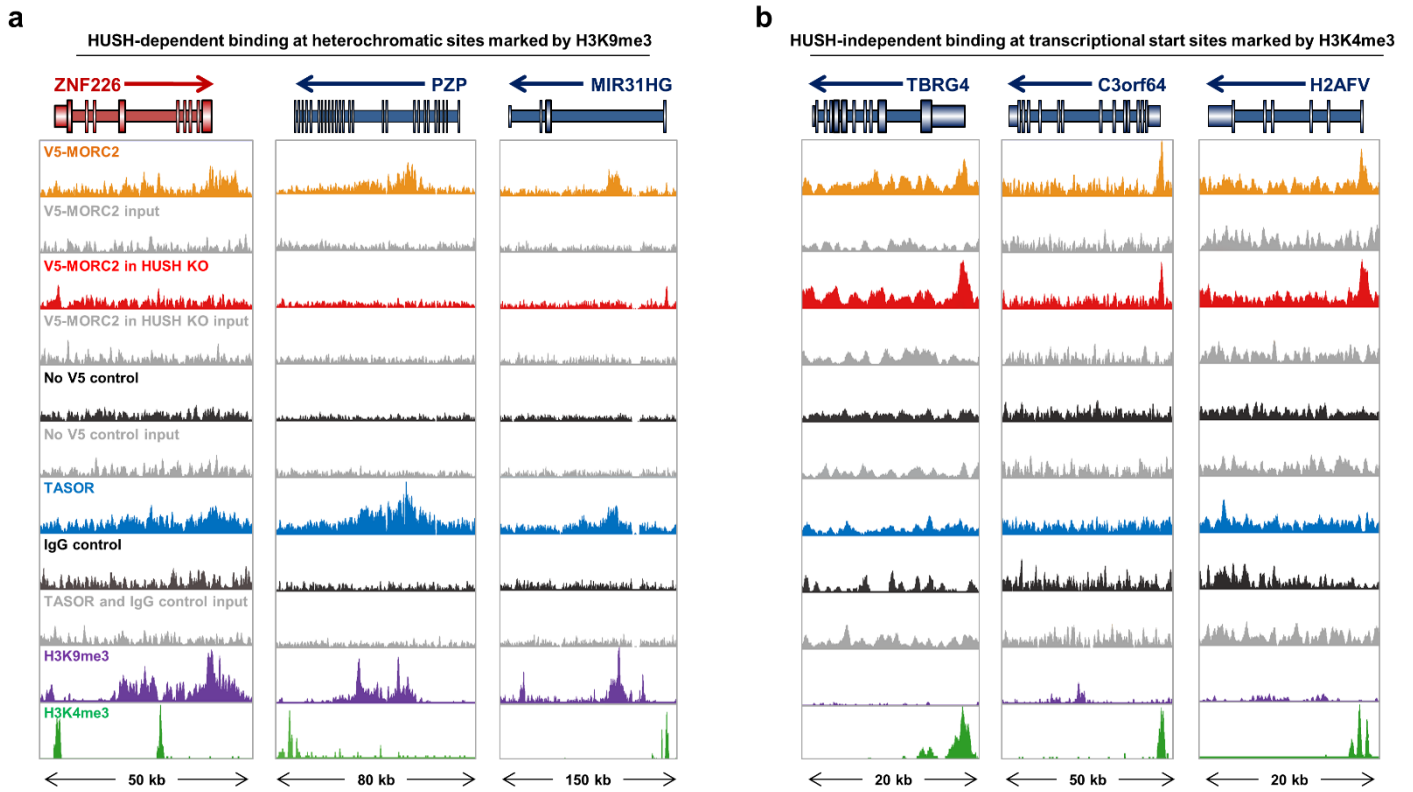 a
HUSH-dependent binding at heterochromatic sites marked by H3K9me3
ZNF226
PZP
MIR31HG
V5-MORC2
V5-MORC2 input
V5-MORC2 in HUSH KO
V5-MORC2 in HUSH KO input
No V5 control
No V5 control input
TASOR
IgG control
TASOR and IgG control input
H3K9me3
H3K4me3
50 kb
80 kb
150 kb
b
HUSH-independent binding at transcriptional start sites marked by H3K4me3
TBRG4
C3orf64
H2AFV
20 kb
50 kb
20 kb